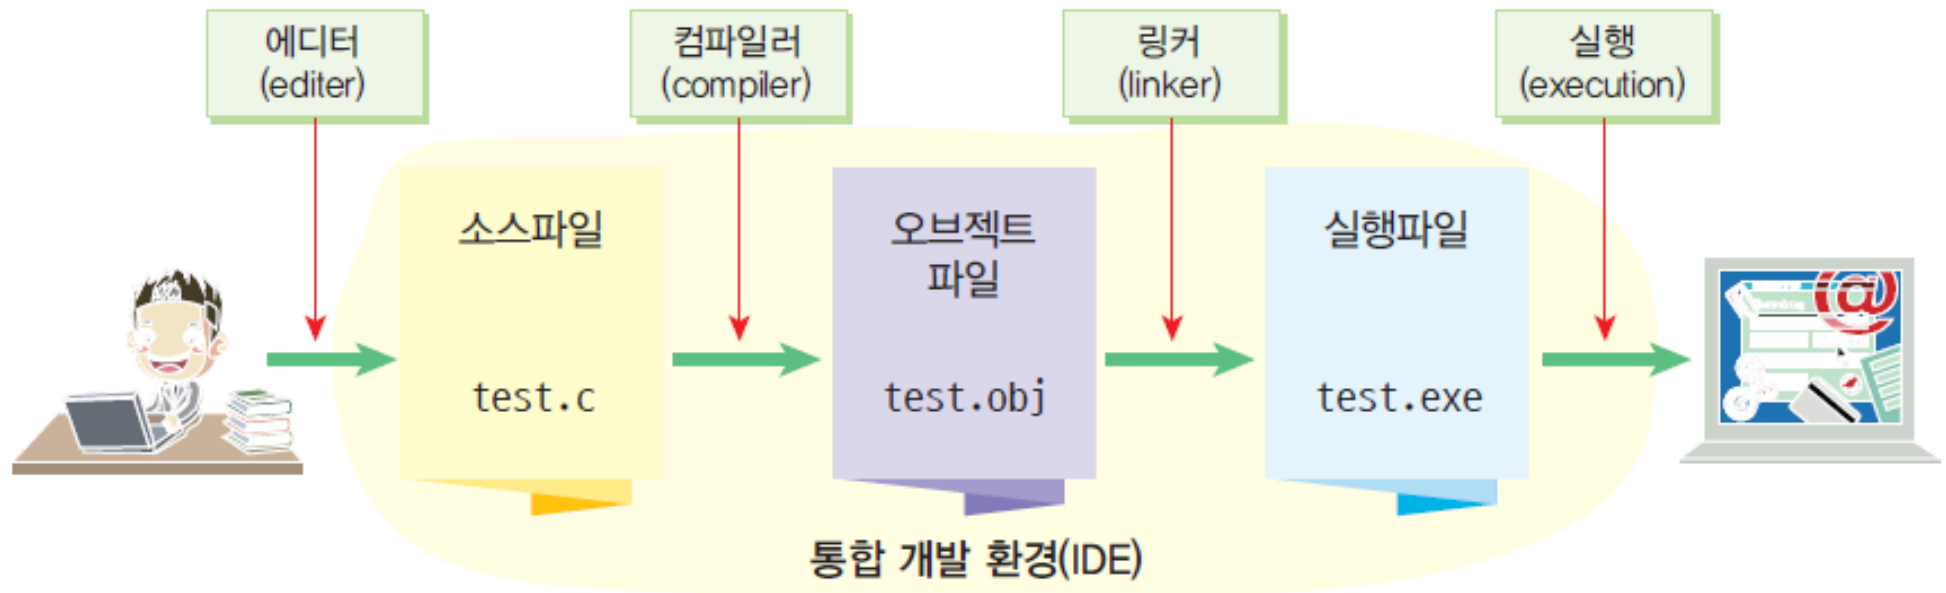 에디터
(editer)
컴파일러
(compiler)
링커
(linker)
실행
(execution)
소스파일
test.c
오브젝트
파일
test.obj
실행파일
test.exe
@
통합 개발 환경(IDE)